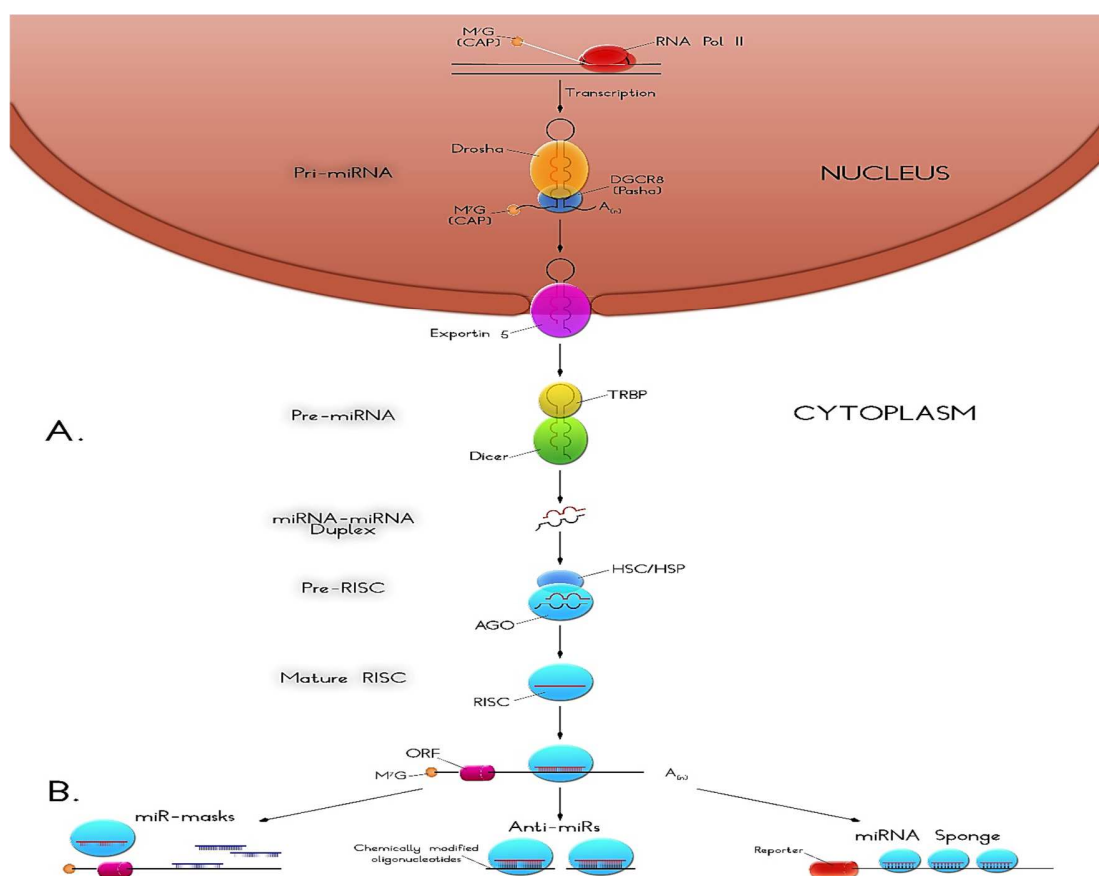 M⁷G
(CAP)
RNA Pol II
Transcription
Drosha
Pri-miRNA
NUCLEUS
DGCR8
(Pasha)
M⁷G
(CAP)
A(n)
Exportin 5
TRBP
Pre-miRNA
CYTOPLASM
A.
Dicer
miRNA-miRNA
Duplex
HSC/HSP
Pre-RISC
AGO
Mature RISC
RISC
ORF
M⁷G
A(n)
B.
miR-masks
Anti-miRs
miRNA Sponge
Chemically modified
oligonucleotides
Reporter